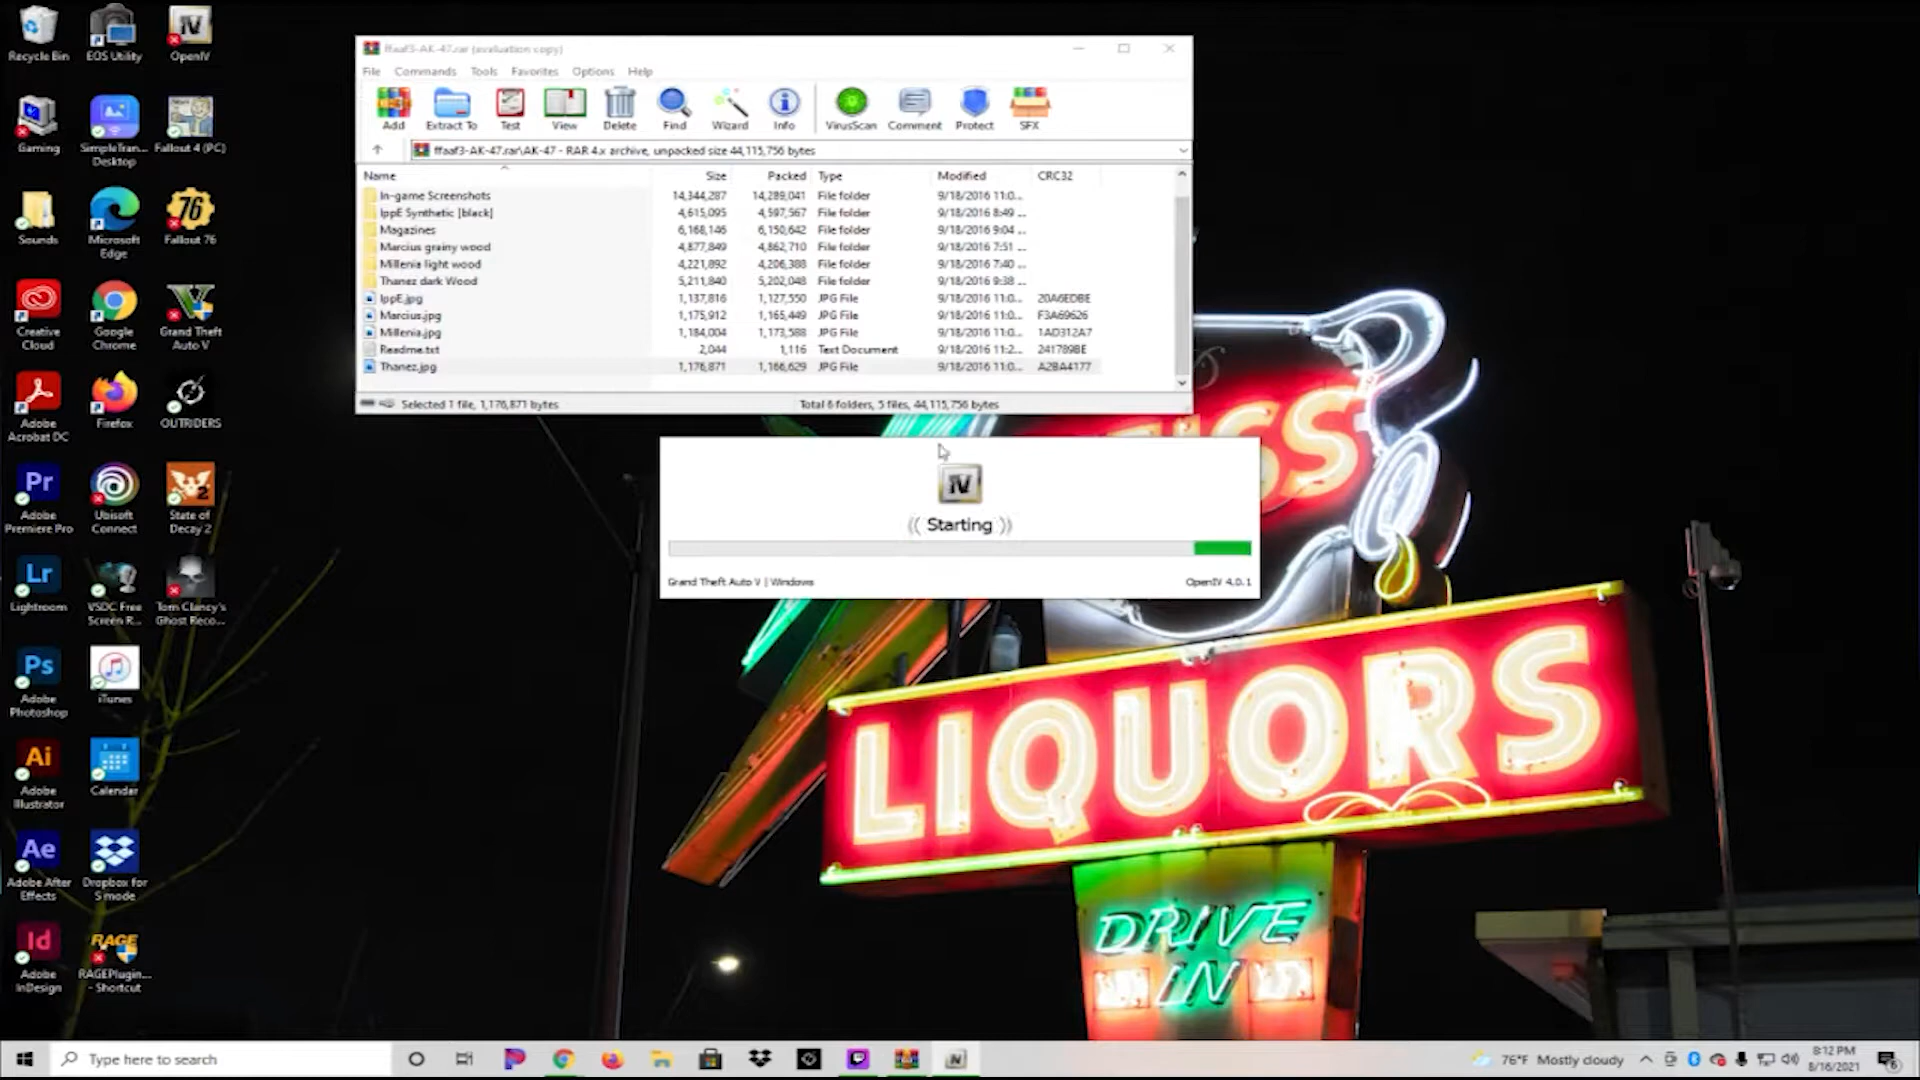 Recycle Bin
EOS Utility
OpenIV
Gaming
SimpleTran... Desktop
Fallout 4 (PC)
Sounds
Microsoft Edge
76
Fallout 76
Creative Cloud
Google Chrome
Grand Theft Auto V
Adobe Acrobat DC
Firefox
OUTRIDERS
Pr
Adobe Premiere Pro
Ubisoft Connect
2
State of Decay 2
Lr
Lightroom
VSDC Free Screen R...
Tom Clancy's Ghost Reco...
Ps
Adobe Photoshop
iTunes
Ai
Adobe Illustrator
Calendar
Ae
Adobe After Effects
Dropbox for S mode
Id
Adobe InDesign
RAGE
RAGEPlugin... - Shortcut
ffaaf3-AK-47.rar (evaluation copy)
File Commands Tools Favorites Options Help
Add Extract To Test View Delete Find Wizard Info VirusScan Comment Protect SFX
ffaaf3-AK-47.rar\AK-47 - RAR 4.x archive, unpacked size 44,115,756 bytes
Name Size Packed Type Modified CRC32
In-game Screenshots 14,344,287 14,289,041 File folder 9/18/2016 11:0...
IppE Synthetic [black] 4,615,095 4,597,567 File folder 9/18/2016 8:49 ...
Magazines 6,168,146 6,150,642 File folder 9/18/2016 9:04 ...
Marcius grainy wood 4,877,849 4,862,710 File folder 9/18/2016 7:51 ...
Millenia light wood 4,221,892 4,206,388 File folder 9/18/2016 7:40 ...
Thanez dark Wood 5,211,840 5,202,048 File folder 9/18/2016 9:38 ...
IppE.jpg 1,137,816 1,127,550 JPG File 9/18/2016 11:0... 20A6EDBE
Marcius.jpg 1,175,912 1,165,449 JPG File 9/18/2016 11:0... F3A69626
Millenia.jpg 1,184,004 1,173,588 JPG File 9/18/2016 11:0... 1AD312A7
Readme.txt 2,044 1,116 Text Document 9/18/2016 11:2... 241789BE
Thanez.jpg 1,176,871 1,166,629 JPG File 9/18/2016 11:0... A2BA4177
Selected 1 file, 1,176,871 bytes
Total 6 folders, 5 files, 44,115,756 bytes
IV
(( Starting ))
Grand Theft Auto V | Windows
OpenIV 4.0.1
LIQUORS
DRIVE
IN
Type here to search
76°F Mostly cloudy
8:12 PM
8/16/2021